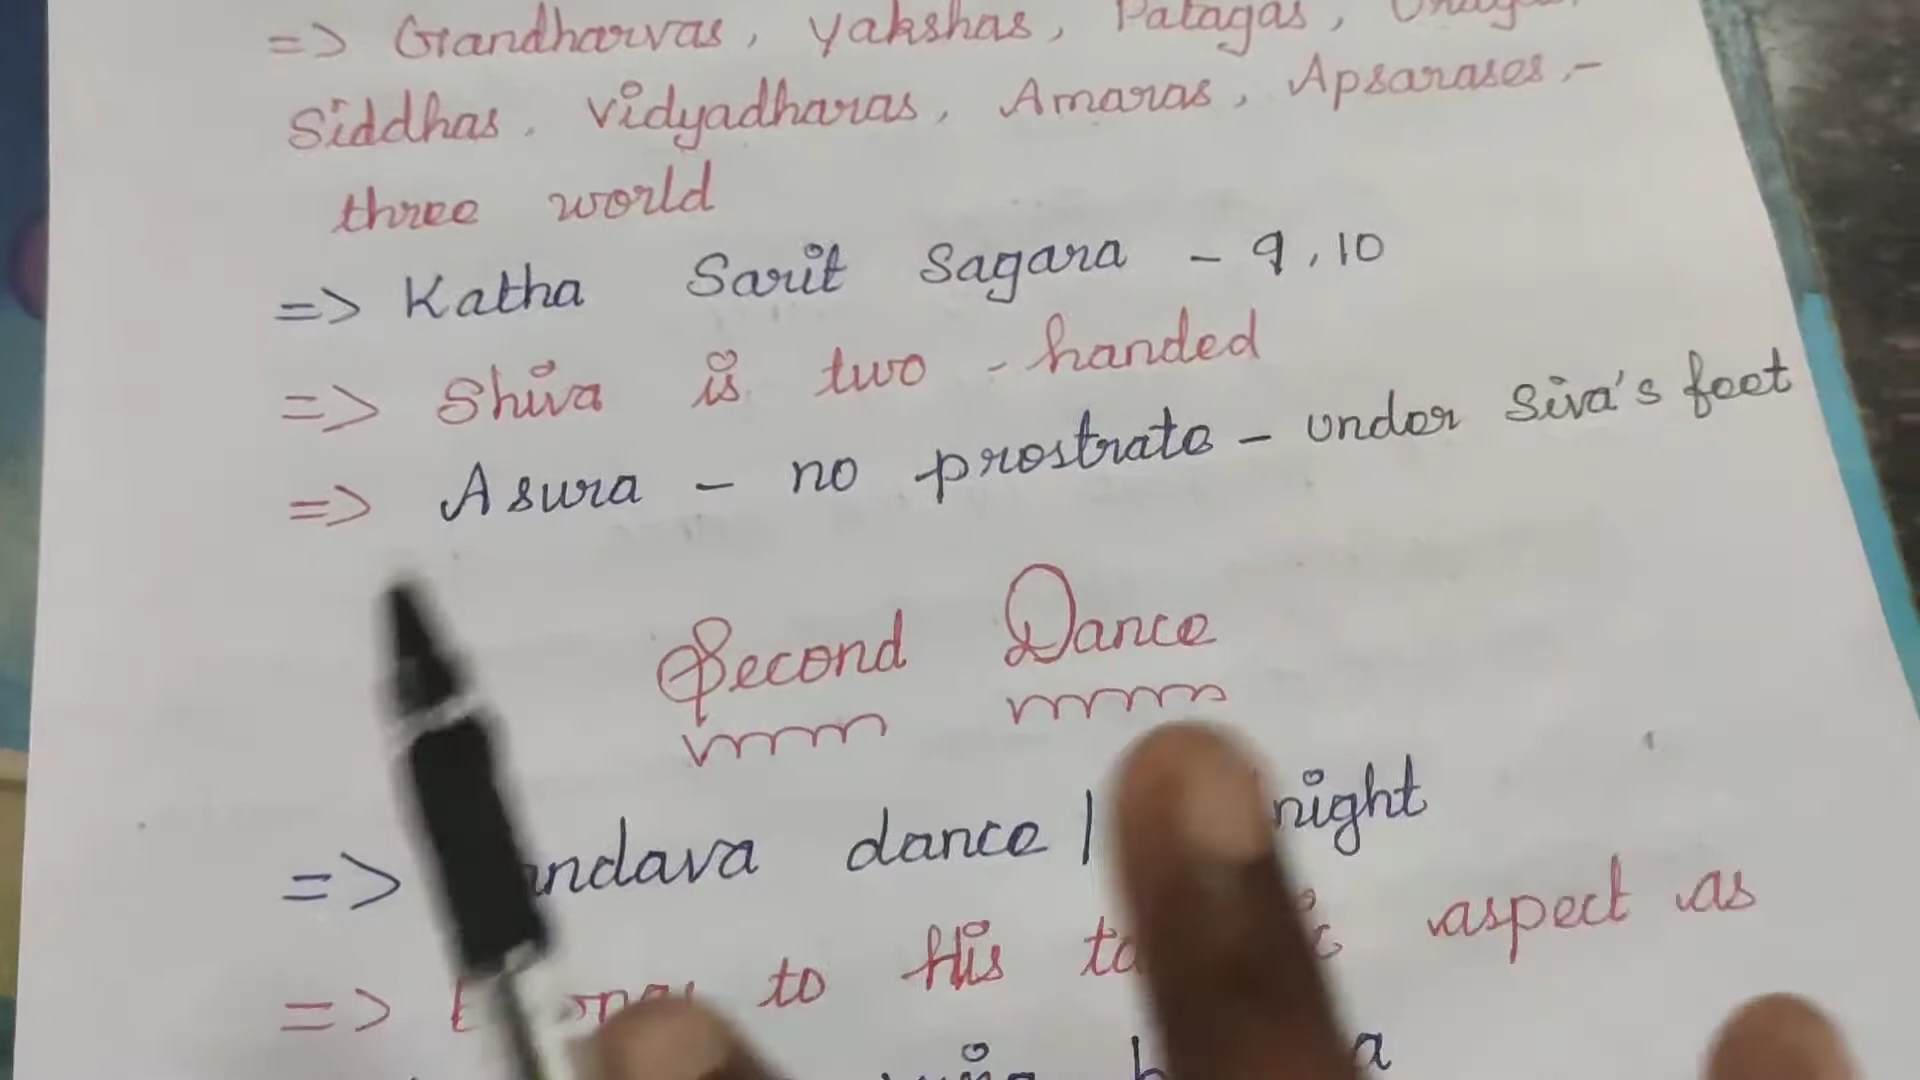 => Gandharvas, Yakshas, Patagas,
Siddhas, Vidyadharas, Amaras, Apsarases, -
three world
=> Katha Sarit Sagara - 9, 10
=> Shiva is two - handed
=> Asura - no prostrate - under Siva's feet
Second Dance
=> dance | night
=> to His aspect as